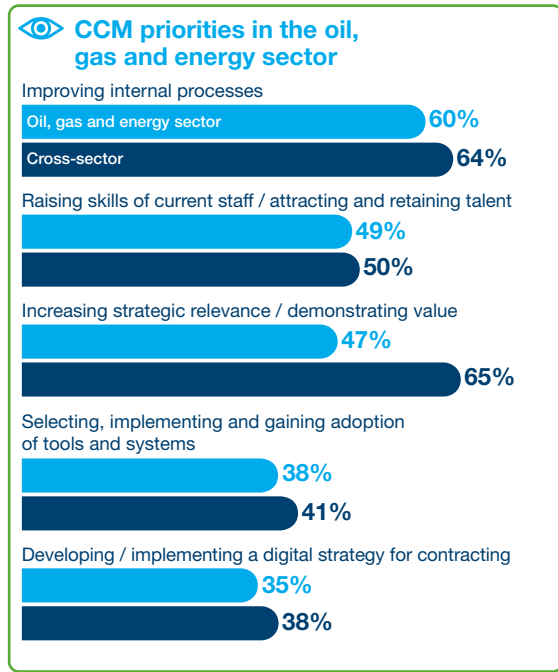 CCM priorities in the oil,
gas and energy sector
Improving internal processes
Oil, gas and energy sector
60%
Cross-sector
64%
Raising skills of current staff / attracting and retaining talent
49%
50%
Increasing strategic relevance / demonstrating value
47%
65%
Selecting, implementing and gaining adoption
of tools and systems
38%
41%
Developing / implementing a digital strategy for contracting
35%
38%